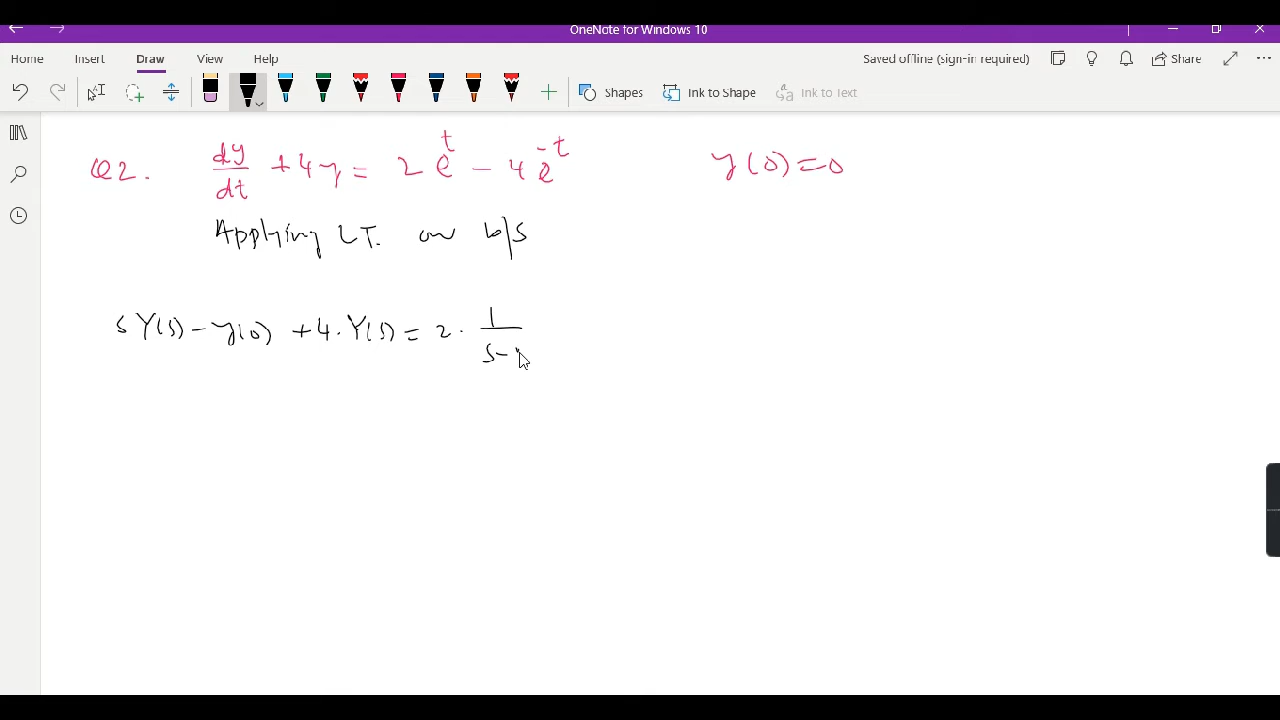 OneNote for Windows 10
Home Insert Draw View Help Saved offline (sign-in required) Share
Shapes Ink to Shape Ink to Text
Q2. dy/dt + 4y = 2e^t - 4e^-t y(0)=0
Applying LT. on b/s
sY(s) - y(0) + 4.Y(s) = 2 . 1/s-